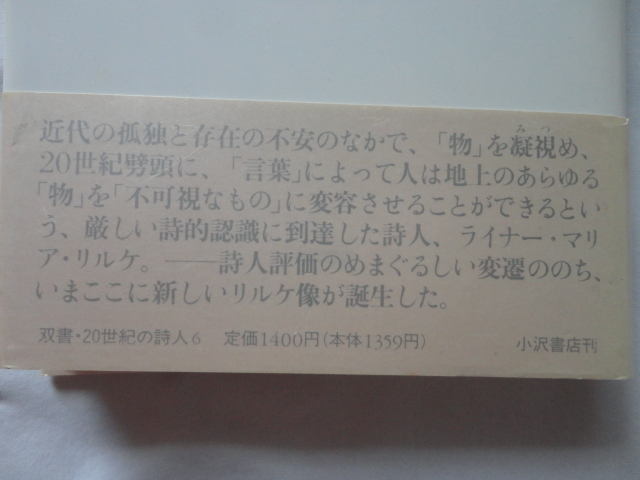 近代の孤独と存在の不安のなかで、「物」を凝視め、
みつ
20世紀劈頭に、「言葉」によって人は地上のあらゆる
「物」を「不可視なもの」に変容させることができるとい
う、厳しい詩的認識に到達した詩人、ライナー・マリ
ア・リルケ。——詩人評価のめまぐるしい変遷ののち、
いまここに新しいリルケ像が誕生した。
双書・20世紀の詩人6 定価1400円(本体1359円) 小沢書店刊